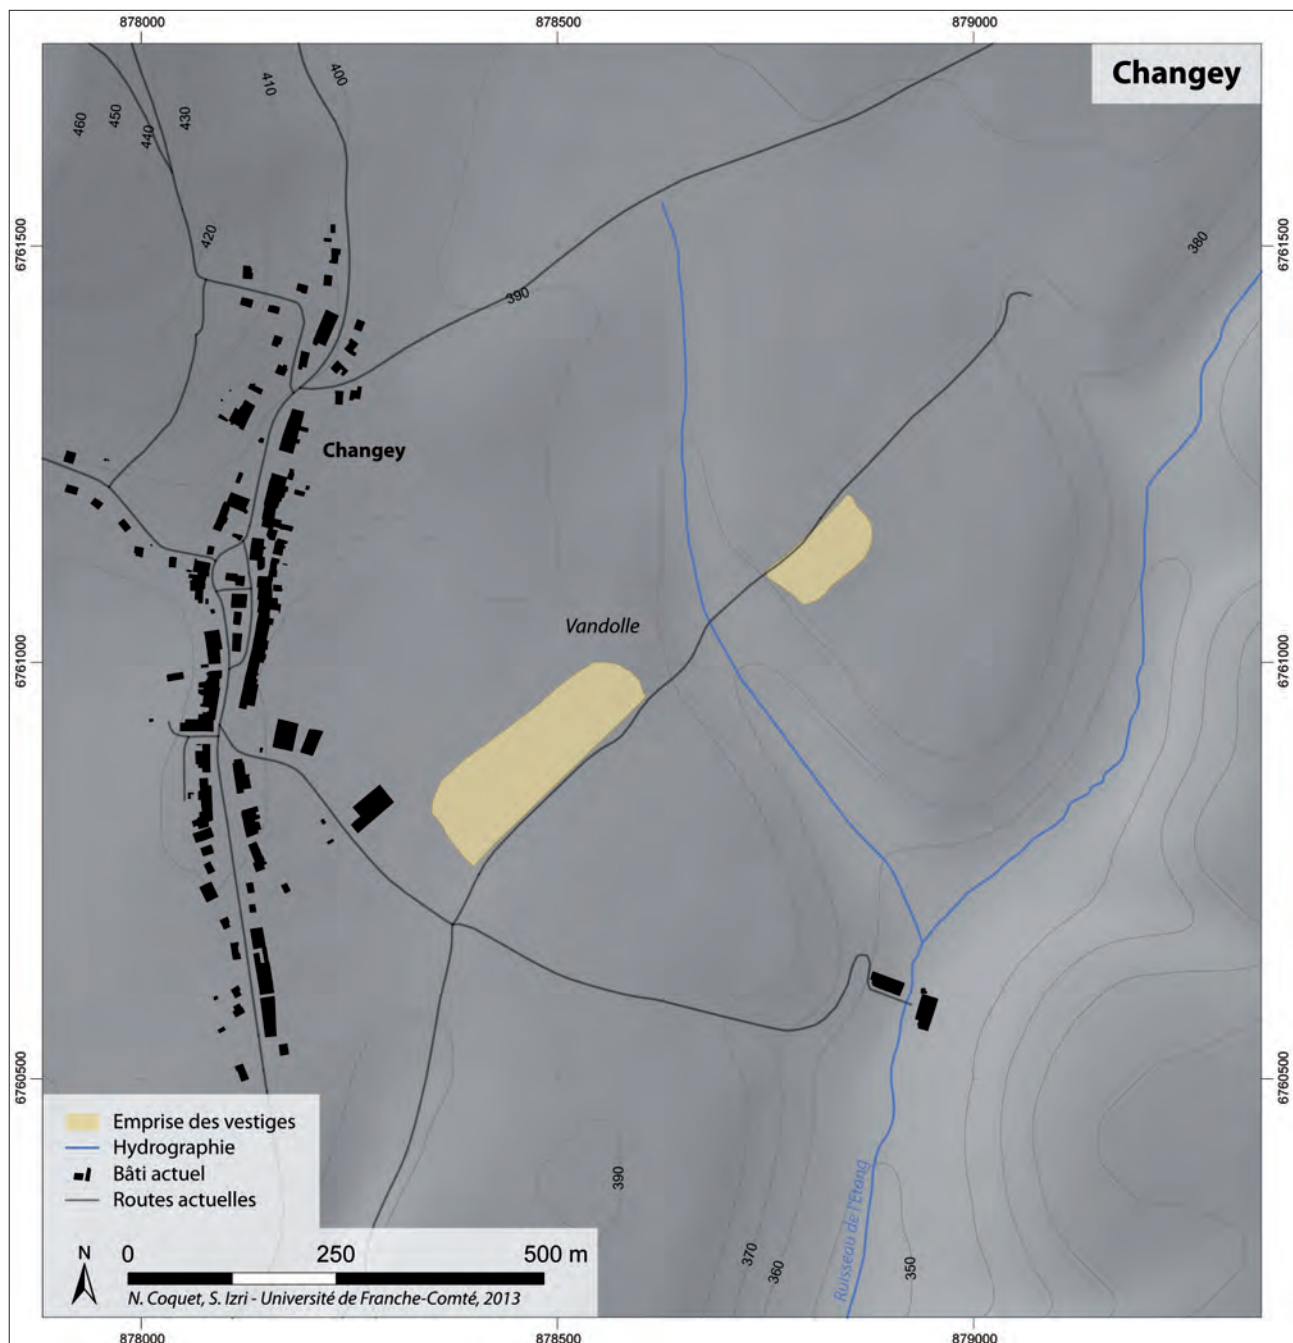 878000
878500
879000
Changey
460
450
440
430
410
400
420
6761500
6761500
380
390
Changey
Vandolle
6761000
6761000
6760500
6760500
Emprise des vestiges
Hydrographie
Bâti actuel
Routes actuelles
390
370
360
350
Ruisseau de l'Etang
N
0
250
500 m
N. Coquet, S. Izri - Université de Franche-Comté, 2013
878000
878500
879000